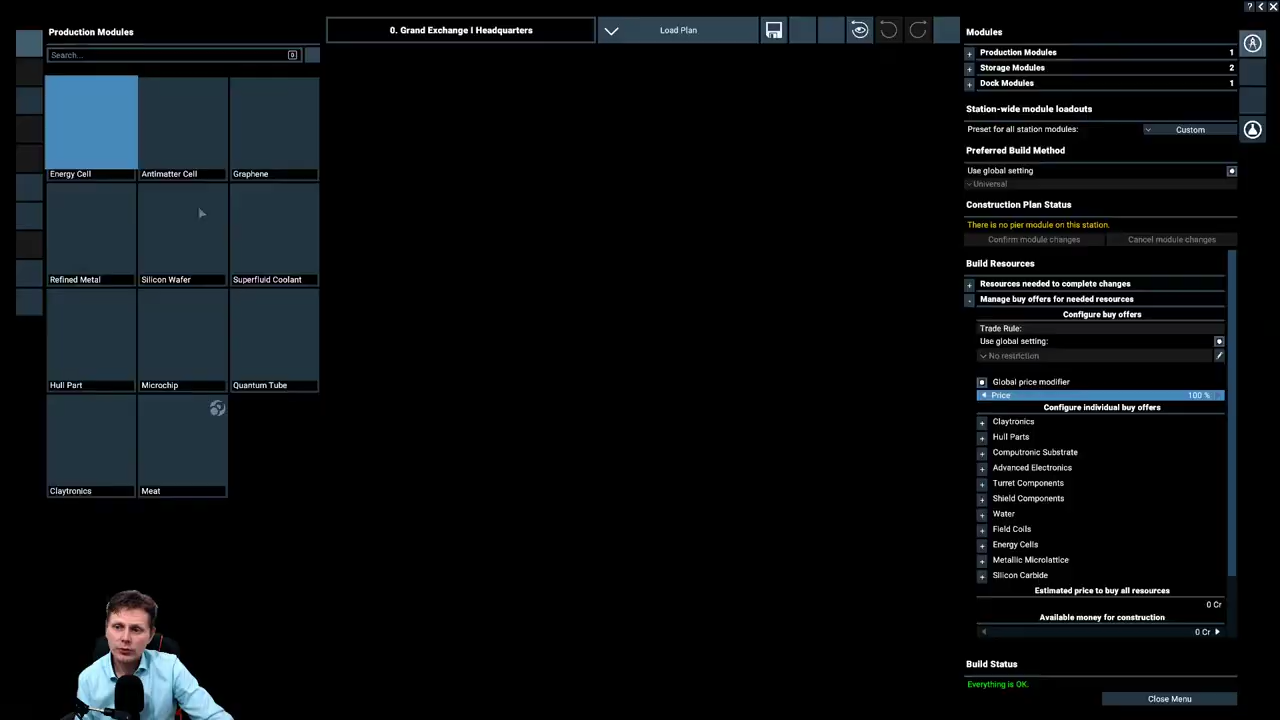 Production Modules
Search...
0
Energy Cell
Antimatter Cell
Graphene
Refined Metal
Silicon Wafer
Superfluid Coolant
Hull Part
Microchip
Quantum Tube
Claytronics
Meat
0. Grand Exchange I Headquarters
Load Plan
Modules
+ Production Modules 1
+ Storage Modules 2
+ Dock Modules 1
Station-wide module loadouts
Preset for all station modules: Custom
Preferred Build Method
Use global setting
Universal
Construction Plan Status
There is no pier module on this station.
Confirm module changes Cancel module changes
Build Resources
+ Resources needed to complete changes
- Manage buy offers for needed resources
Configure buy offers
Trade Rule:
Use global setting:
No restriction
Global price modifier
Price 100 %
Configure individual buy offers
+ Claytronics
+ Hull Parts
+ Computronic Substrate
+ Advanced Electronics
+ Turret Components
+ Shield Components
+ Water
+ Field Coils
+ Energy Cells
+ Metallic Microlattice
+ Silicon Carbide
Estimated price to buy all resources
0 Cr
Available money for construction
0 Cr
Build Status
Everything is OK.
Close Menu